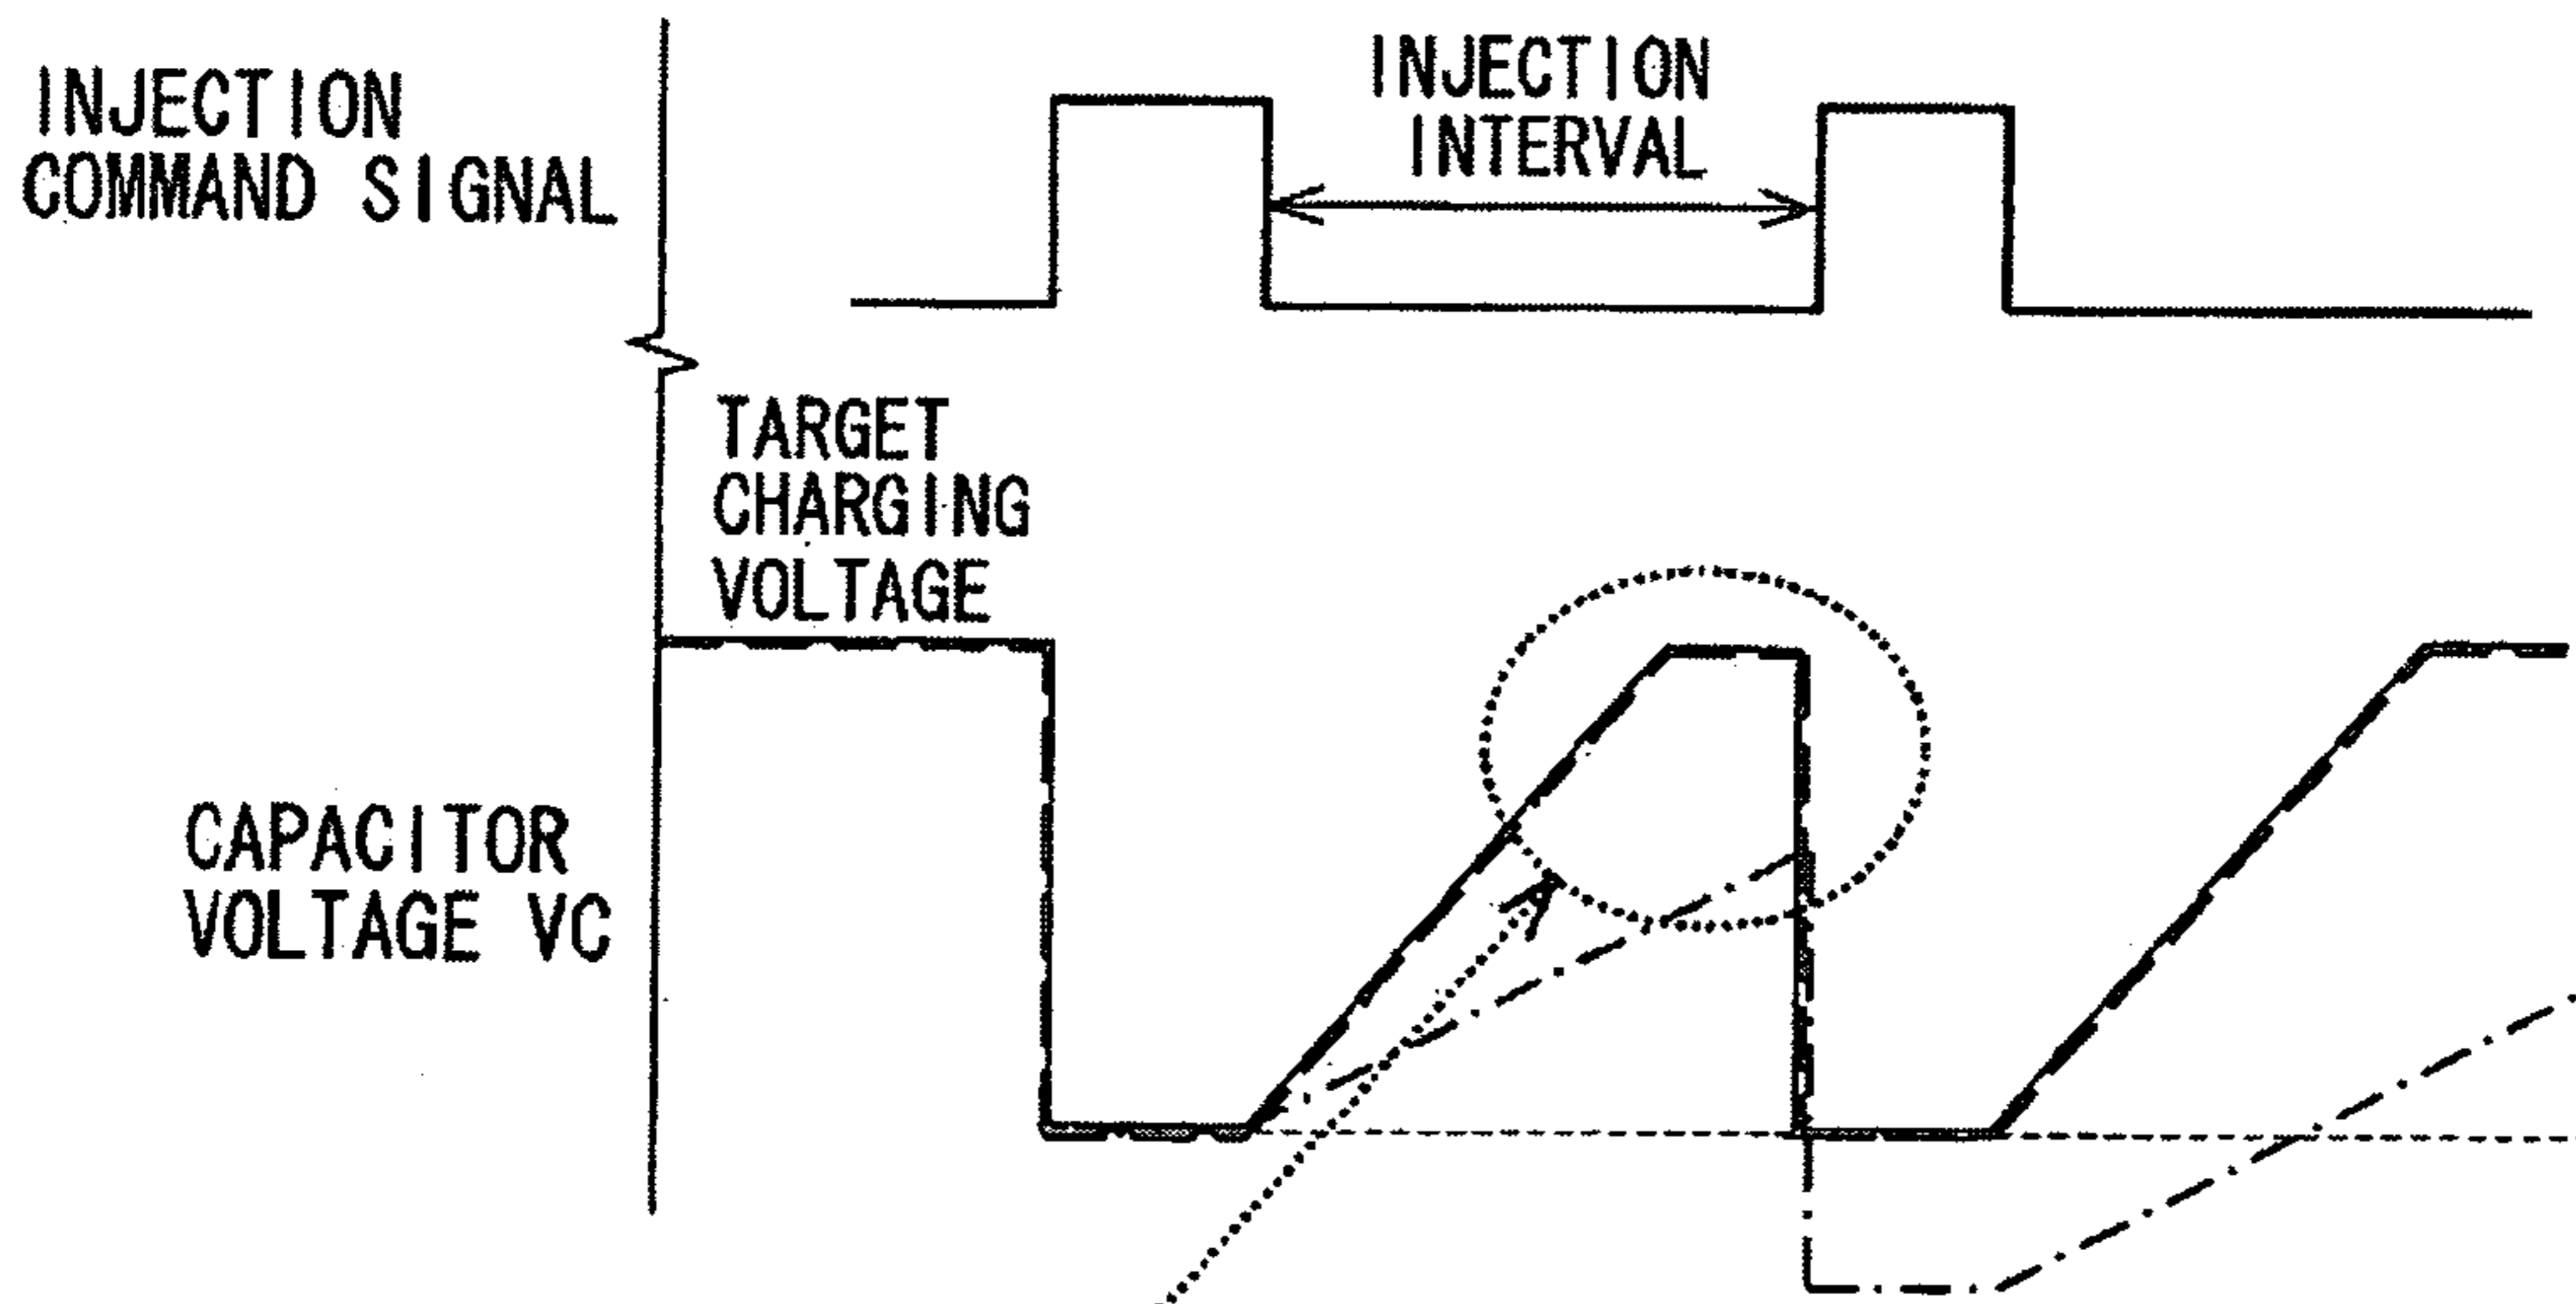 INJECTION
COMMAND SIGNAL
INJECTION
INTERVAL
TARGET
CHARGING
VOLTAGE
CAPACITOR
VOLTAGE VC